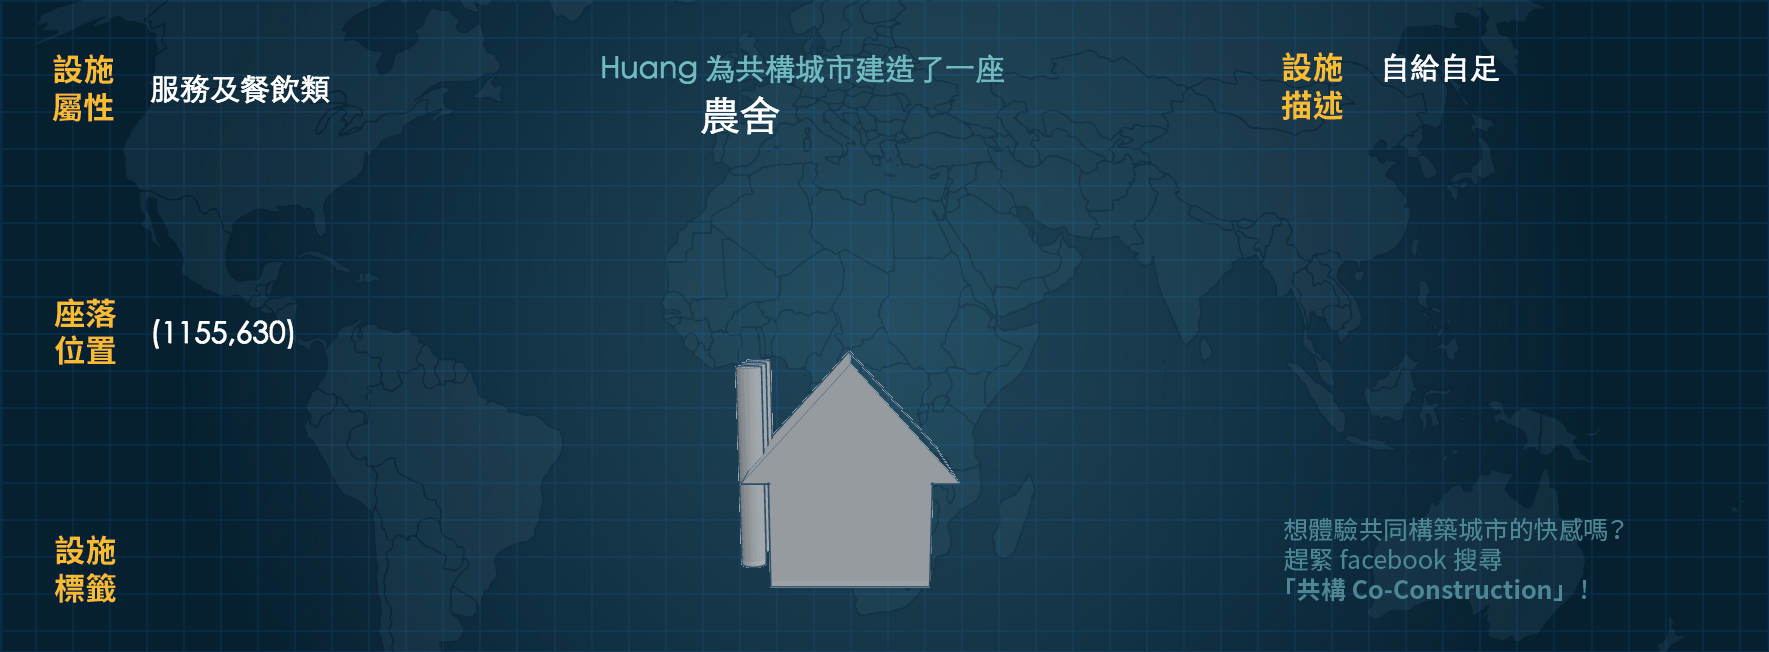 設施
屬性
服務及餐飲類
Huang 為共構城市建造了一座
農舍
設施
描述
自給自足
座落
位置
(1155,630)
設施
標籤
想體驗共同構築城市的快感嗎？
趕緊 facebook 搜尋
「共構 Co-Construction」！